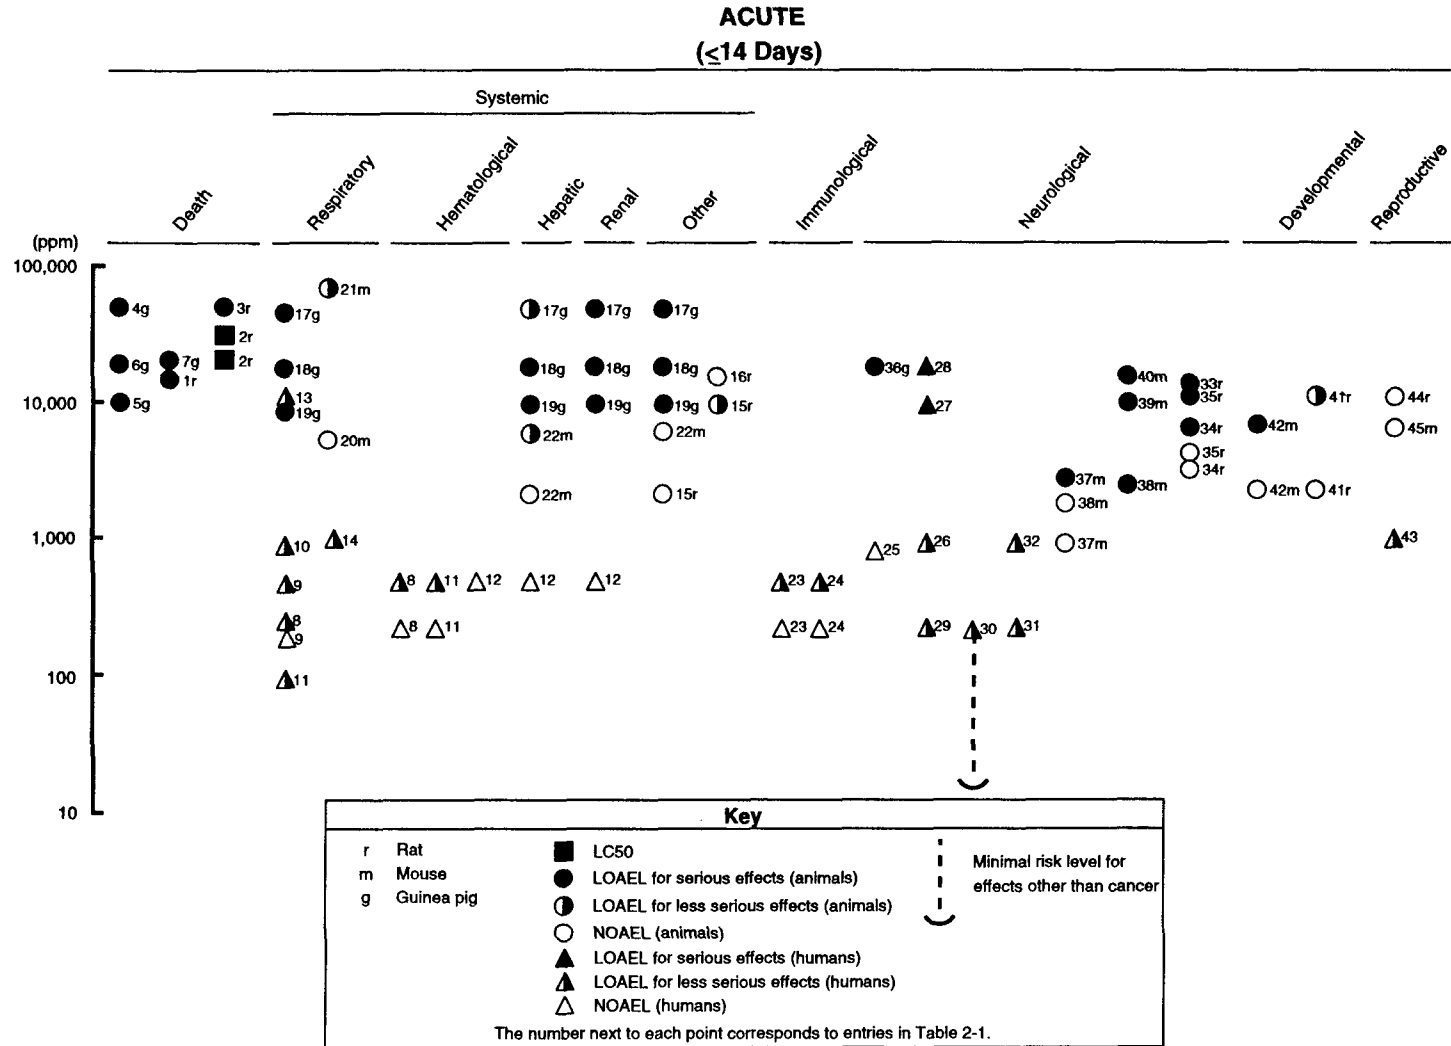 ACUTE
(≤14 Days)
Systemic
Death
Respiratory
Hematological
Hepatic
Renal
Other
Immunological
Neurological
Developmental
Reproductive
(ppm)
100,000
21m
4g 3r 17g 17g 17g 17g
2r
6g 7g 2r 18g 18g 18g 18g 36g 28 40m
1r 16r 33r
13 35r 41r 44r
5g 19g 19g 19g 19g 15r 27 39m
10,000
20m 22m 22m 34r 42m 45m
35r
34r
37m 38m
22m 15r 38m 42m 41r
1,000
10 14 25 26 32 37m 43
9 8 11 12 12 12 23 24
8 8 11 23 24 29 30 31
9
100
11
10
Key
r Rat
m Mouse
g Guinea pig
LC50
LOAEL for serious effects (animals)
LOAEL for less serious effects (animals)
NOAEL (animals)
LOAEL for serious effects (humans)
LOAEL for less serious effects (humans)
NOAEL (humans)
Minimal risk level for
effects other than cancer
The number next to each point corresponds to entries in Table 2-1.